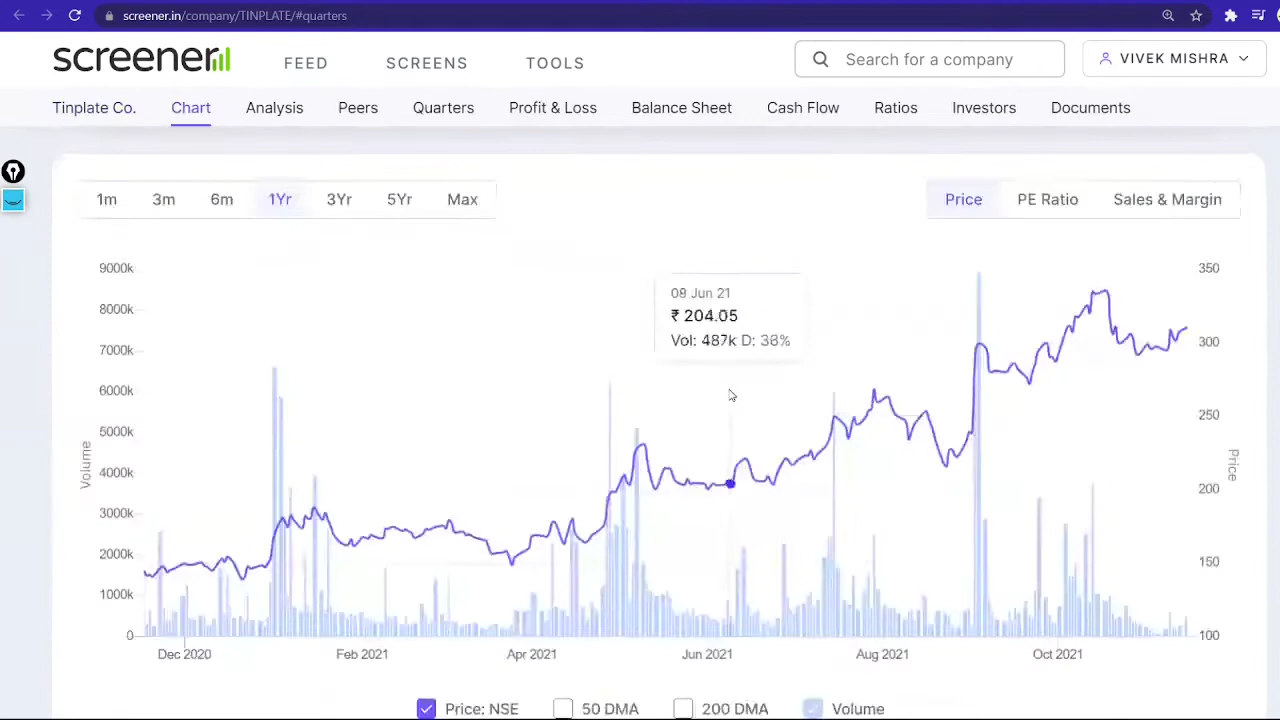 screener.in/company/TINPLATE/#quarters
screener
FEED
SCREENS
TOOLS
Search for a company
VIVEK MISHRA
Tinplate Co.
Chart
Analysis
Peers
Quarters
Profit & Loss
Balance Sheet
Cash Flow
Ratios
Investors
Documents
1m 3m 6m 1Yr 3Yr 5Yr Max
Price PE Ratio Sales & Margin
9000k
8000k
7000k
6000k
5000k
4000k
3000k
2000k
1000k
0
Volume
09 Jun 21
₹ 204.05
Vol: 487k D: 36%
350
300
250
200
150
100
Price
Dec 2020
Feb 2021
Apr 2021
Jun 2021
Aug 2021
Oct 2021
Price: NSE
50 DMA
200 DMA
Volume